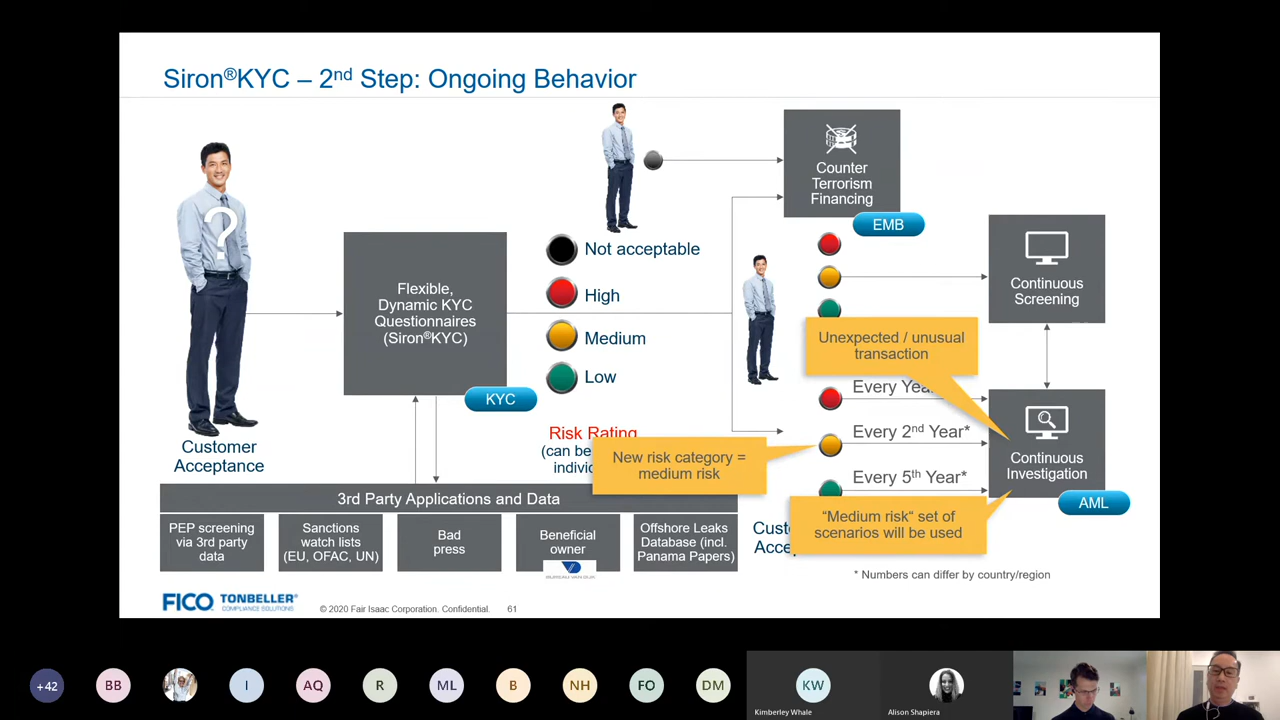 Siron®KYC – 2nd Step: Ongoing Behavior
?
Customer
Acceptance
Flexible,
Dynamic KYC
Questionnaires
(Siron®KYC)
KYC
Not acceptable
High
Medium
Low
Risk Rating
(can be
individ
Counter
Terrorism
Financing
EMB
Continuous
Screening
Unexpected / unusual
transaction
Every Yea
Every 2nd Year*
Every 5th Year*
New risk category =
medium risk
Continuous
Investigation
AML
"Medium risk" set of
scenarios will be used
Custo
Accep
* Numbers can differ by country/region
3rd Party Applications and Data
PEP screening
via 3rd party
data
Sanctions
watch lists
(EU, OFAC, UN)
Bad
press
Beneficial
owner
BUREAU VAN DIJK
Offshore Leaks
Database (incl.
Panama Papers)
FICO TONBELLER
COMPLIANCE SOLUTIONS
© 2020 Fair Isaac Corporation. Confidential.
61
+42
BB
I
AQ
R
ML
B
NH
FO
DM
KW
Kimberley Whale
Alison Shapiera